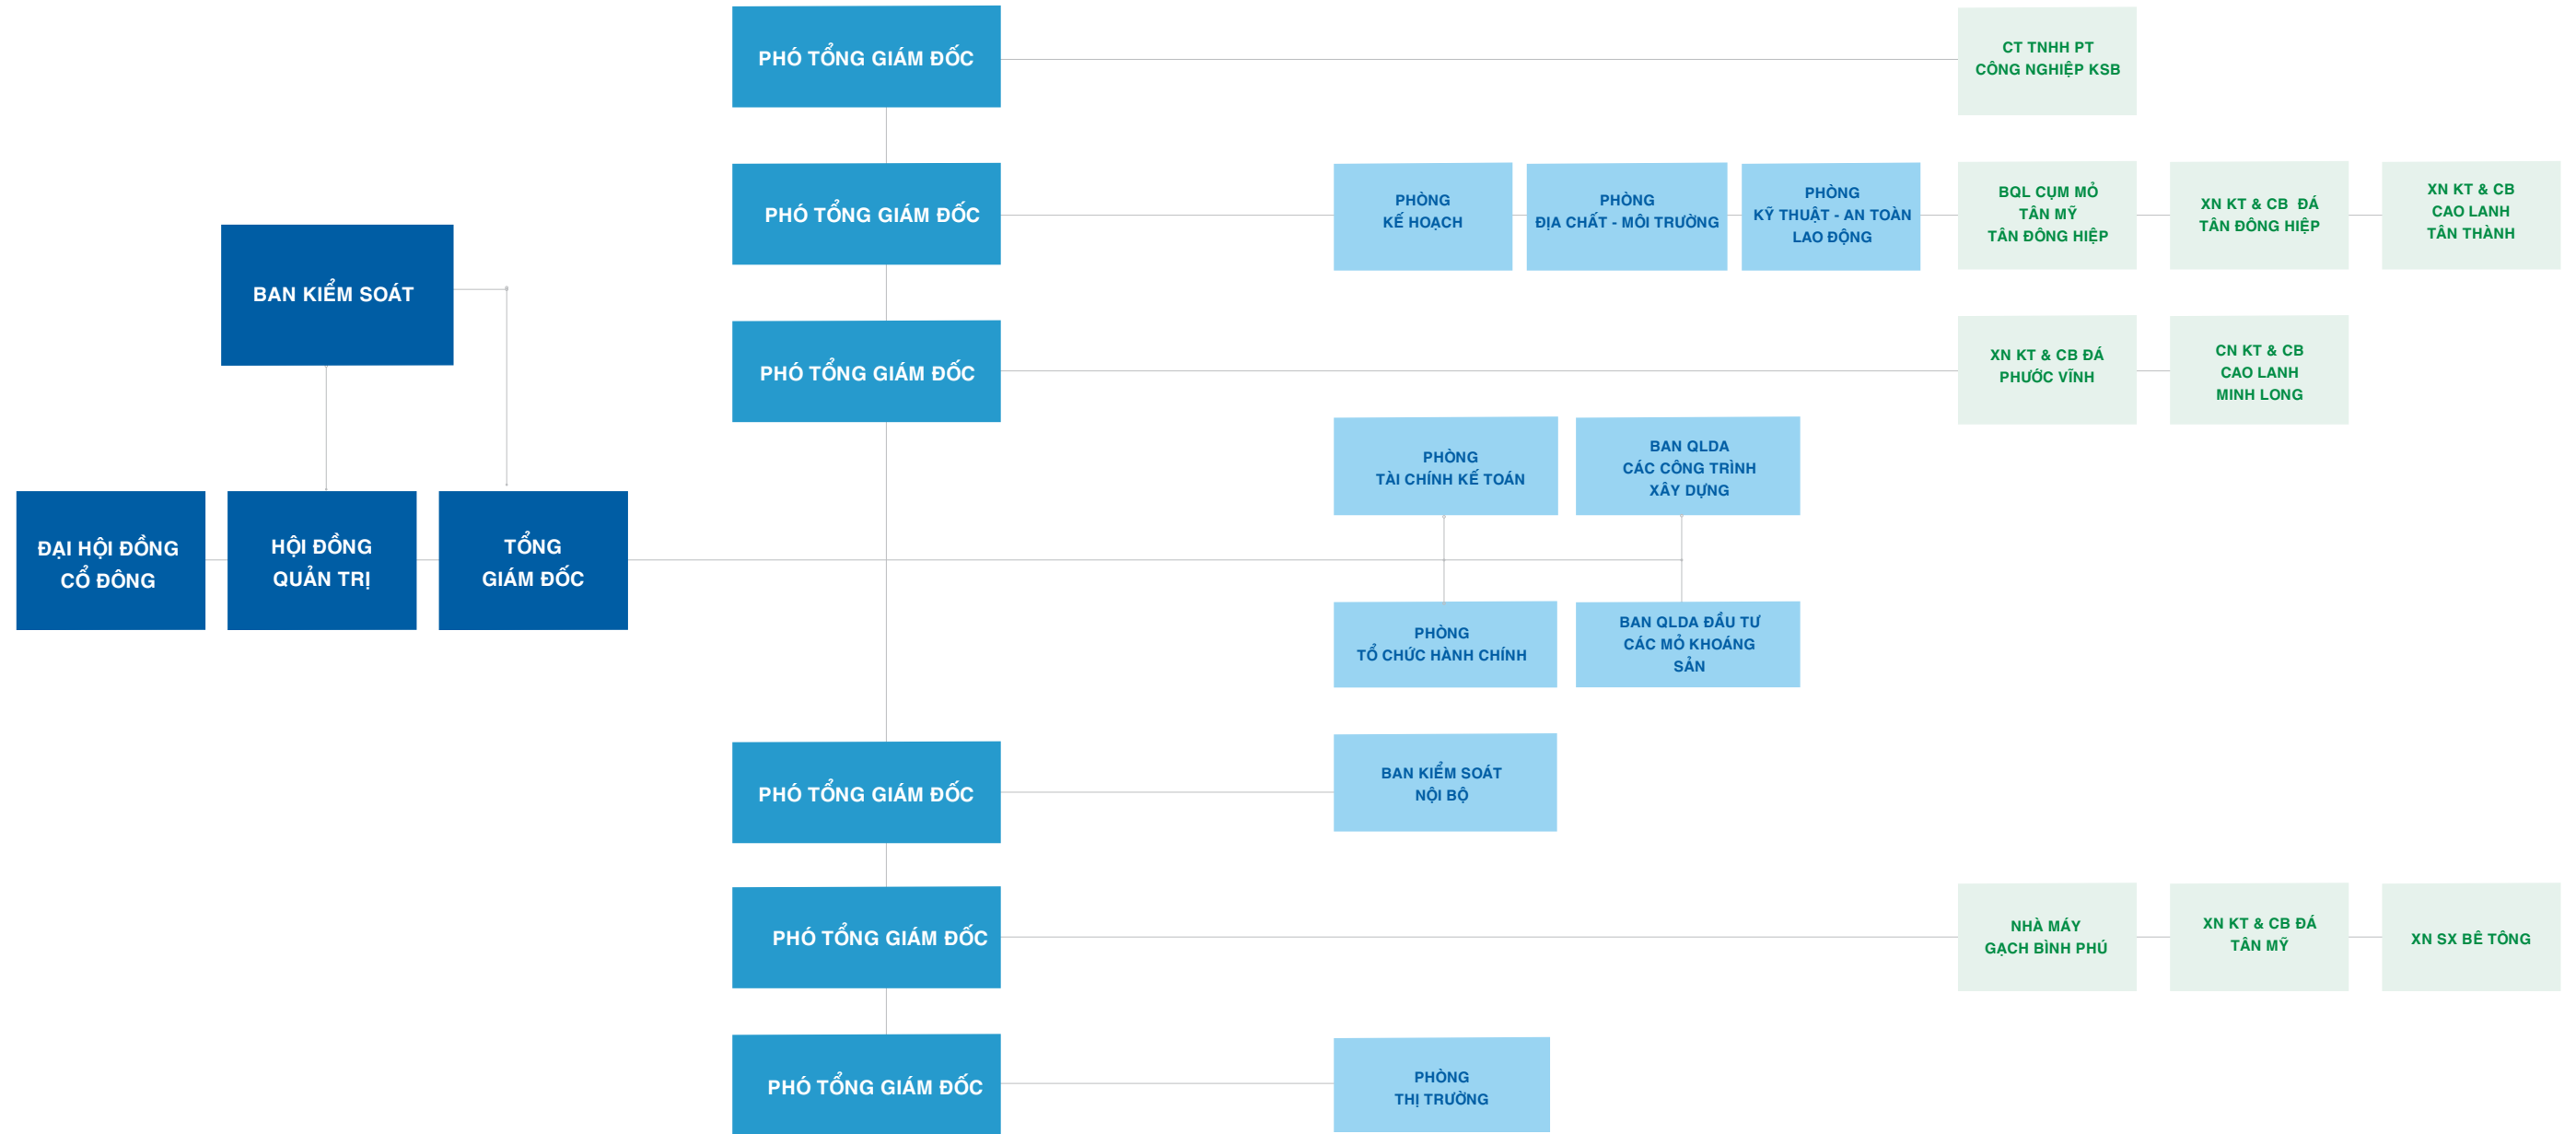 PHÓ TỔNG GIÁM ĐỐC
CT TNHH PT
CÔNG NGHIỆP KSB
PHÓ TỔNG GIÁM ĐỐC
PHÒNG
KẾ HOẠCH
PHÒNG
ĐỊA CHẤT - MÔI TRƯỜNG
PHÒNG
KỸ THUẬT - AN TOÀN
LAO ĐỘNG
BQL CỤM MỎ
TÂN MỸ
TÂN ĐÔNG HIỆP
XN KT & CB ĐÁ
TÂN ĐÔNG HIỆP
XN KT & CB
CAO LANH
TÂN THÀNH
BAN KIỂM SOÁT
PHÓ TỔNG GIÁM ĐỐC
XN KT & CB ĐÁ
PHƯỚC VĨNH
CN KT & CB
CAO LANH
MINH LONG
PHÒNG
TÀI CHÍNH KẾ TOÁN
BAN QLDA
CÁC CÔNG TRÌNH
XÂY DỰNG
ĐẠI HỘI ĐỒNG
CỔ ĐÔNG
HỘI ĐỒNG
QUẢN TRỊ
TỔNG
GIÁM ĐỐC
PHÒNG
TỔ CHỨC HÀNH CHÍNH
BAN QLDA ĐẦU TƯ
CÁC MỎ KHOÁNG
SẢN
PHÓ TỔNG GIÁM ĐỐC
BAN KIỂM SOÁT
NỘI BỘ
PHÓ TỔNG GIÁM ĐỐC
NHÀ MÁY
GẠCH BÌNH PHÚ
XN KT & CB ĐÁ
TÂN MỸ
XN SX BÊ TÔNG
PHÓ TỔNG GIÁM ĐỐC
PHÒNG
THỊ TRƯỜNG